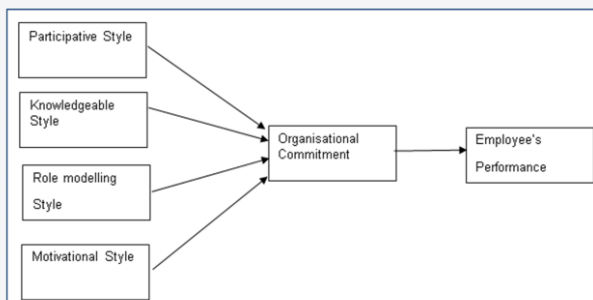 Participative Style
Knowledgeable
Style
Role modelling
Style
Motivational Style
Organisational
Commitment
Employee's
Performance